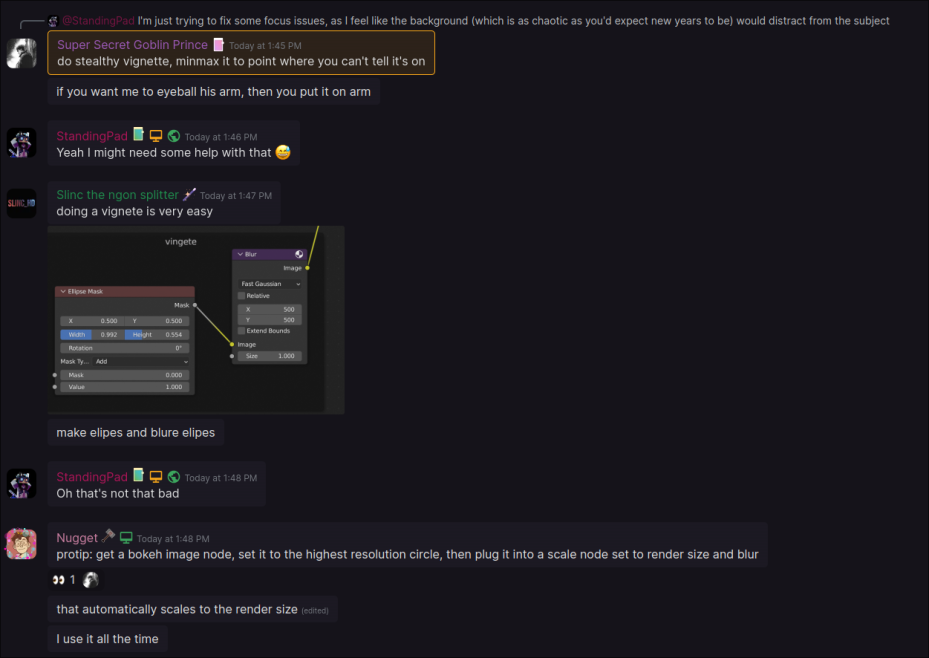 @StandingPad I'm just trying to fix some focus issues, as I feel like the background (which is as chaotic as you'd expect new years to be) would distract from the subject
Super Secret Goblin Prince Today at 1:45 PM
do stealthy vignette, minmax it to point where you can't tell it's on
if you want me to eyeball his arm, then you put it on arm
StandingPad Today at 1:46 PM
Yeah I might need some help with that
SLINC_HD
Slinc the ngon splitter Today at 1:47 PM
doing a vignete is very easy
vingete
Blur
Image
Fast Gaussian
Relative
X 500
Y 500
Extend Bounds
Image
Size 1.000
Ellipse Mask
Mask
X 0.500 Y 0.500
Width 0.992 Height 0.554
Rotation 0°
Mask Ty... Add
Mask 0.000
Value 1.000
make elipes and blure elipes
StandingPad Today at 1:48 PM
Oh that's not that bad
Nugget Today at 1:48 PM
protip: get a bokeh image node, set it to the highest resolution circle, then plug it into a scale node set to render size and blur
1
that automatically scales to the render size (edited)
I use it all the time